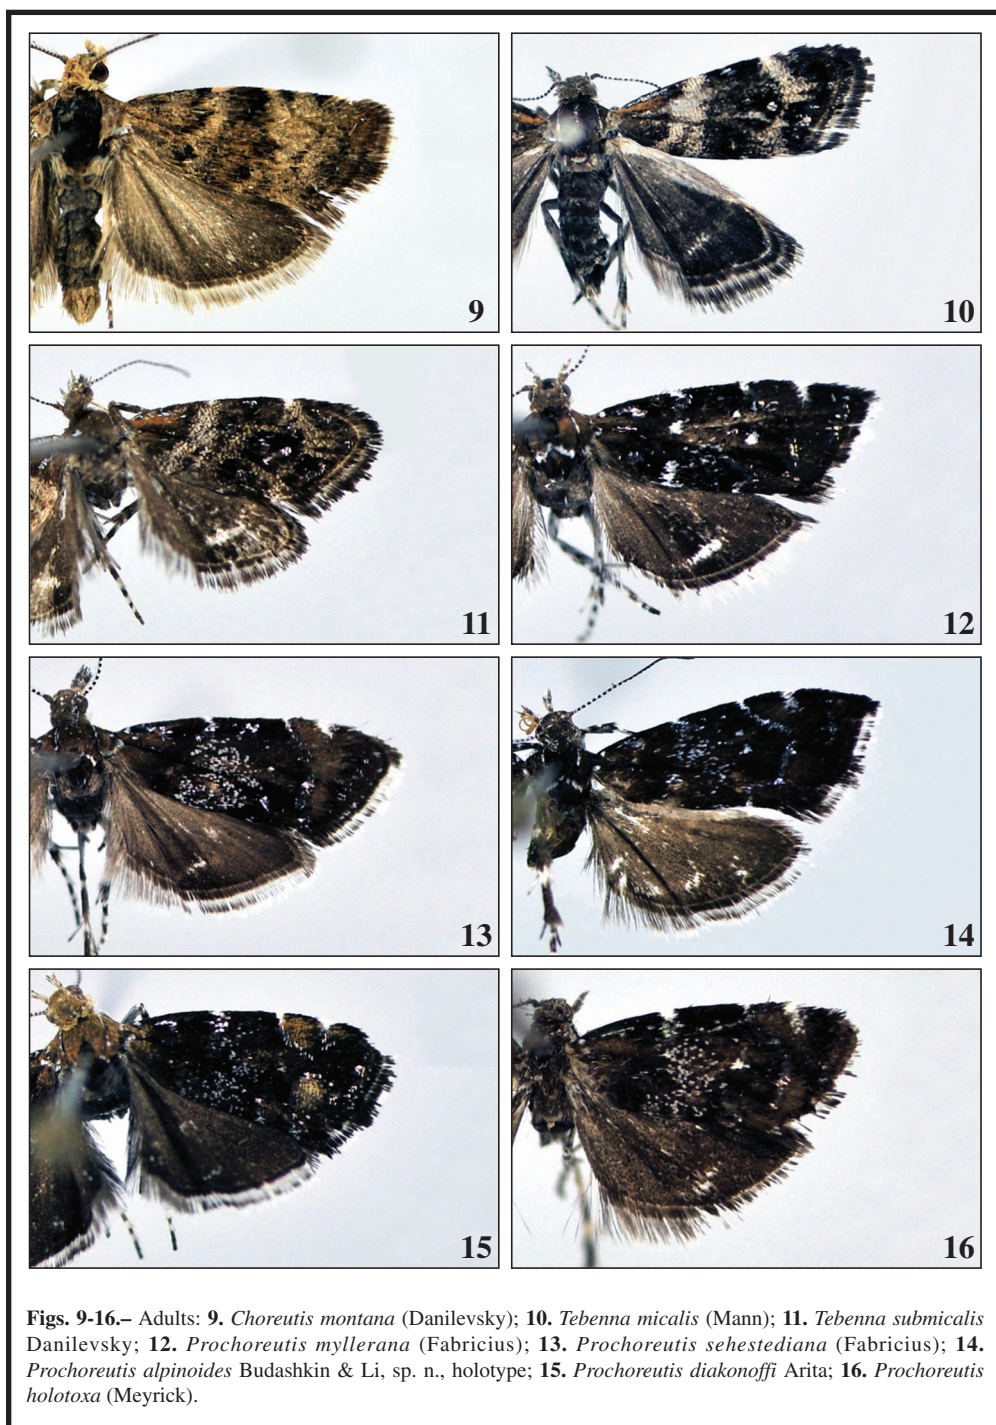 9
10
11
12
13
14
15
16
Figs. 9-16.– Adults: 9. Choreutis montana (Danilevsky); 10. Tebenna micalis (Mann); 11. Tebenna submicalis
Danilevsky; 12. Prochoreutis myllerana (Fabricius); 13. Prochoreutis sehestediana (Fabricius); 14.
Prochoreutis alpinoides Budashkin & Li, sp. n., holotype; 15. Prochoreutis diakonoffi Arita; 16. Prochoreutis
holotoxa (Meyrick).